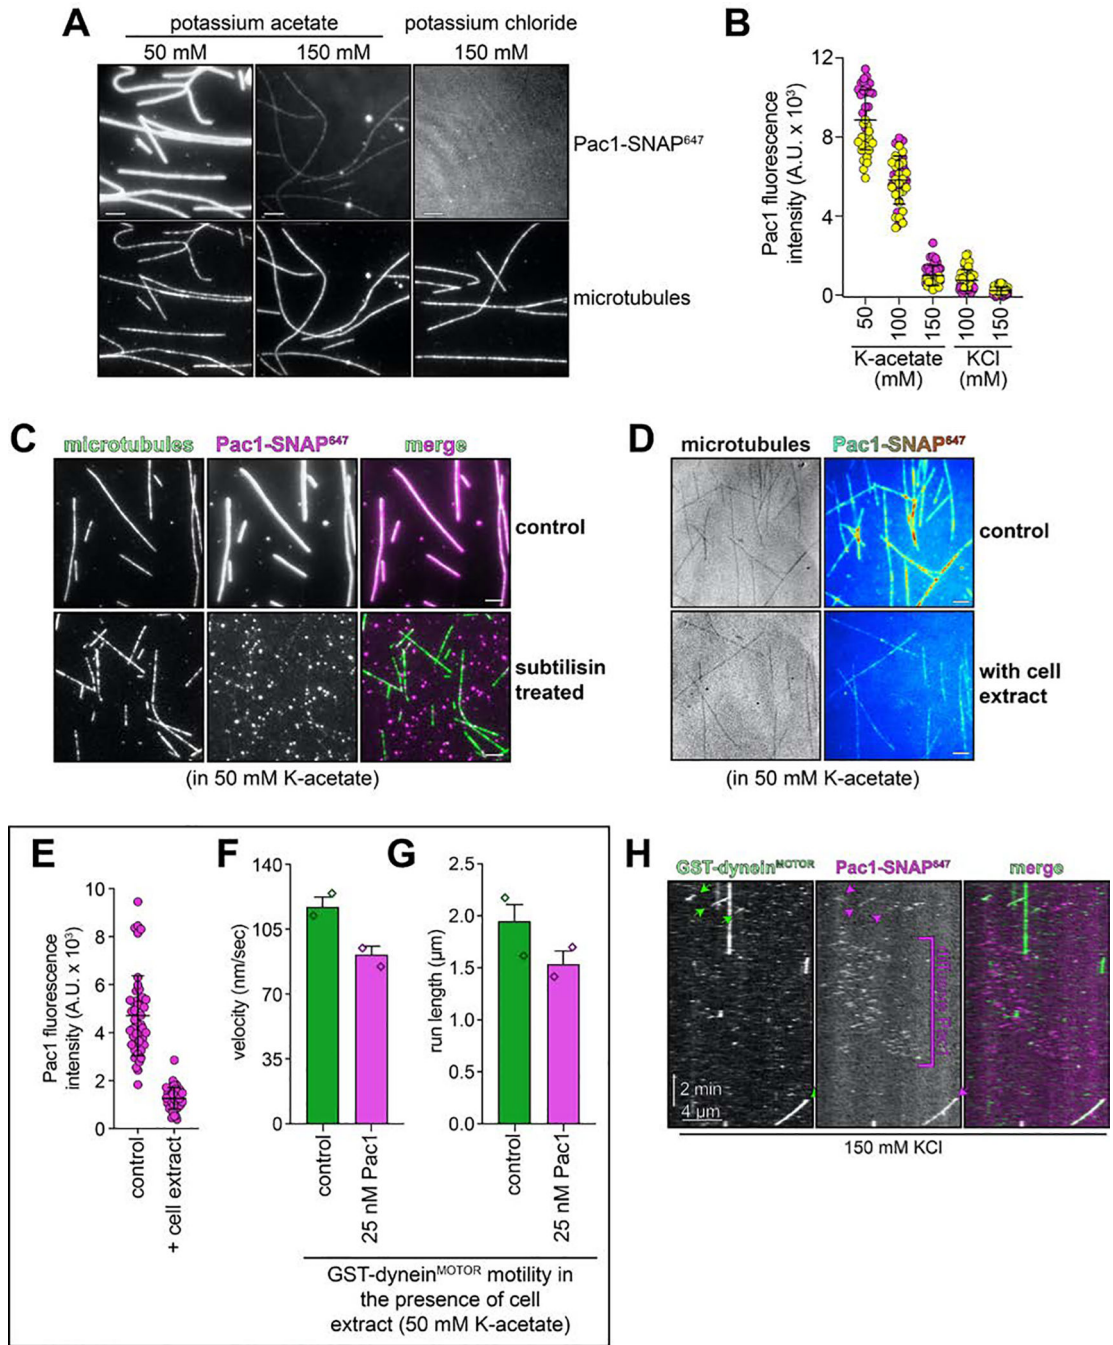 A
potassium acetate
potassium chloride
50 mM
150 mM
150 mM
Pac1-SNAP⁶⁴⁷
microtubules
B
Pac1 fluorescence
intensity (A.U. x 10³)
12
8
4
0
50
100
150
100
150
K-acetate
(mM)
KCl
(mM)
C
microtubules
Pac1-SNAP⁶⁴⁷
merge
control
subtilisin
treated
(in 50 mM K-acetate)
D
microtubules
Pac1-SNAP⁶⁴⁷
control
with cell
extract
(in 50 mM K-acetate)
E
Pac1 fluorescence
intensity (A.U. x 10³)
10
8
6
4
2
0
control
+ cell extract
F
velocity (nm/sec)
140
105
70
35
0
control
25 nM Pac1
G
run length (µm)
2.5
2.0
1.5
1.0
0.5
0.0
control
25 nM Pac1
GST-dyneinᴹᴼᵀᴼᴿ motility in
the presence of cell
extract (50 mM K-acetate)
H
GST-dyneinᴹᴼᵀᴼᴿ
Pac1-SNAP⁶⁴⁷
merge
2 min
4 µm
150 mM KCl